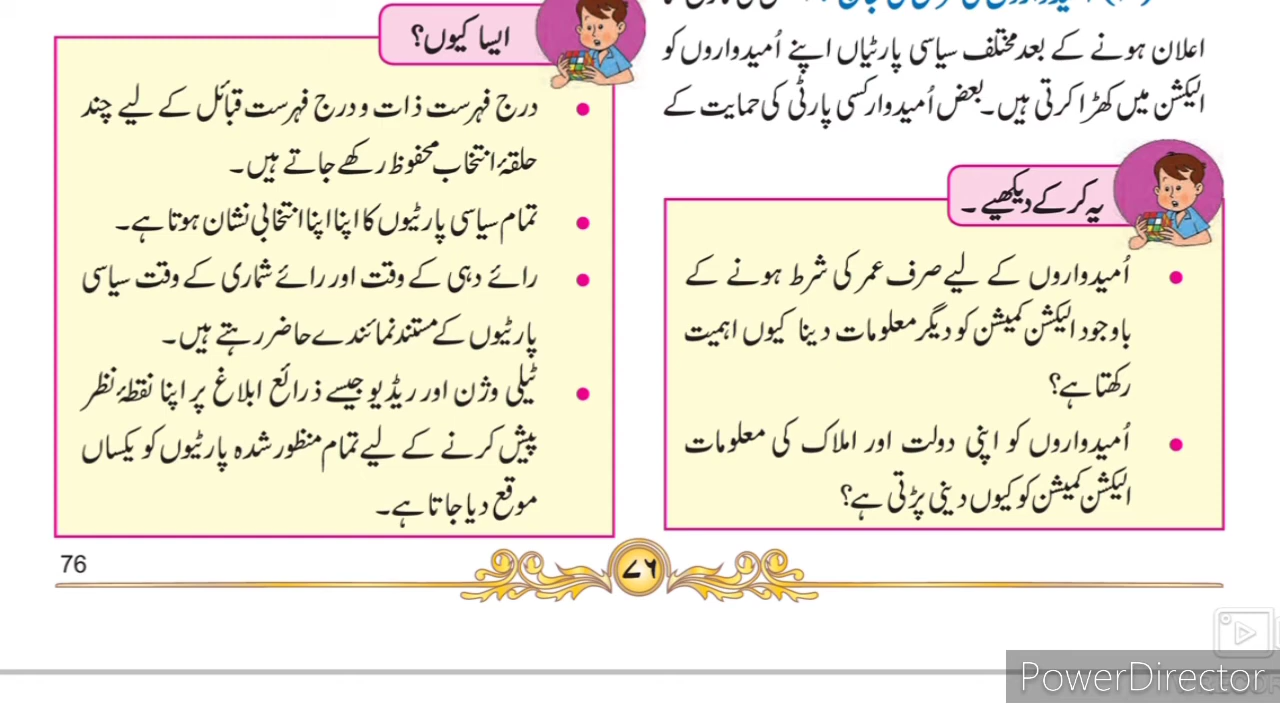 اعلان ہونے کے بعد مختلف سیاسی پارٹیاں اپنے اُمیدواروں کو
الیکشن میں کھڑا کرتی ہیں۔ بعض اُمیدوار کسی پارٹی کی حمایت کے
یہ کر کے دیکھیے۔
• اُمیدواروں کے لیے صرف عمر کی شرط ہونے کے
باوجود الیکشن کمیشن کو دیگر معلومات دینا کیوں اہمیت
رکھتا ہے؟
• اُمیدواروں کو اپنی دولت اور املاک کی معلومات
الیکشن کمیشن کو کیوں دینی پڑتی ہے؟
ایسا کیوں؟
• درج فہرست ذات و درج فہرست قبائل کے لیے چند
حلقۂ انتخاب محفوظ رکھے جاتے ہیں۔
• تمام سیاسی پارٹیوں کا اپنا اپنا انتخابی نشان ہوتا ہے۔
• رائے دہی کے وقت اور رائے شماری کے وقت سیاسی
پارٹیوں کے مستند نمائندے حاضر رہتے ہیں۔
• ٹیلی وژن اور ریڈیو جیسے ذرائع ابلاغ پر اپنا نقطۂ نظر
پیش کرنے کے لیے تمام منظور شدہ پارٹیوں کو یکساں
موقع دیا جاتا ہے۔
76
۷۶
PowerDirector